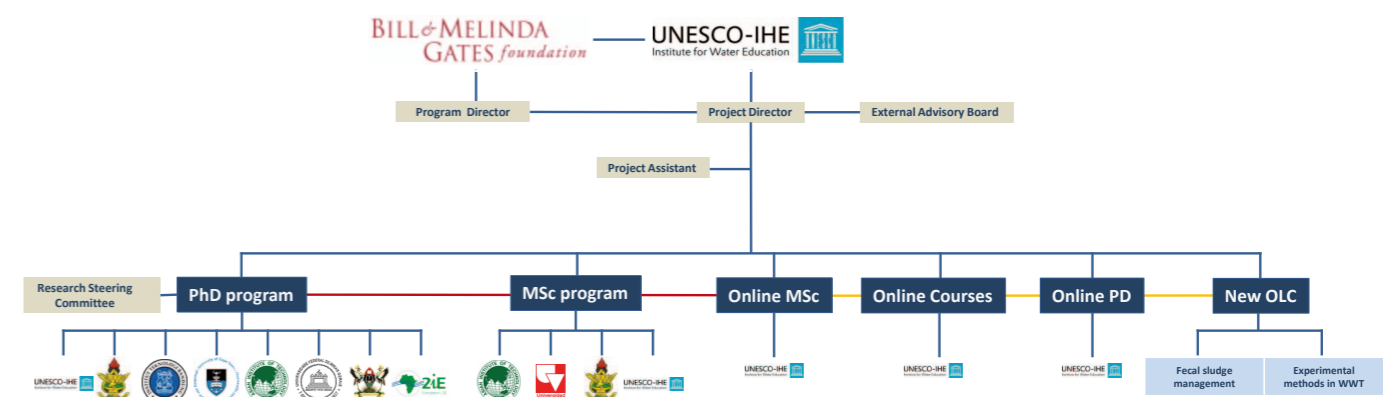 BILL & MELINDA
GATES foundation
UNESCO-IHE
Institute for Water Education
Program Director
Project Director
External Advisory Board
Project Assistant
Research Steering
Committee
PhD program
MSc program
Online MSc
Online Courses
Online PD
New OLC
UNESCO-IHE
2iE
UNESCO-IHE
UNESCO-IHE
UNESCO-IHE
UNESCO-IHE
Fecal sludge
management
Experimental
methods in WWT